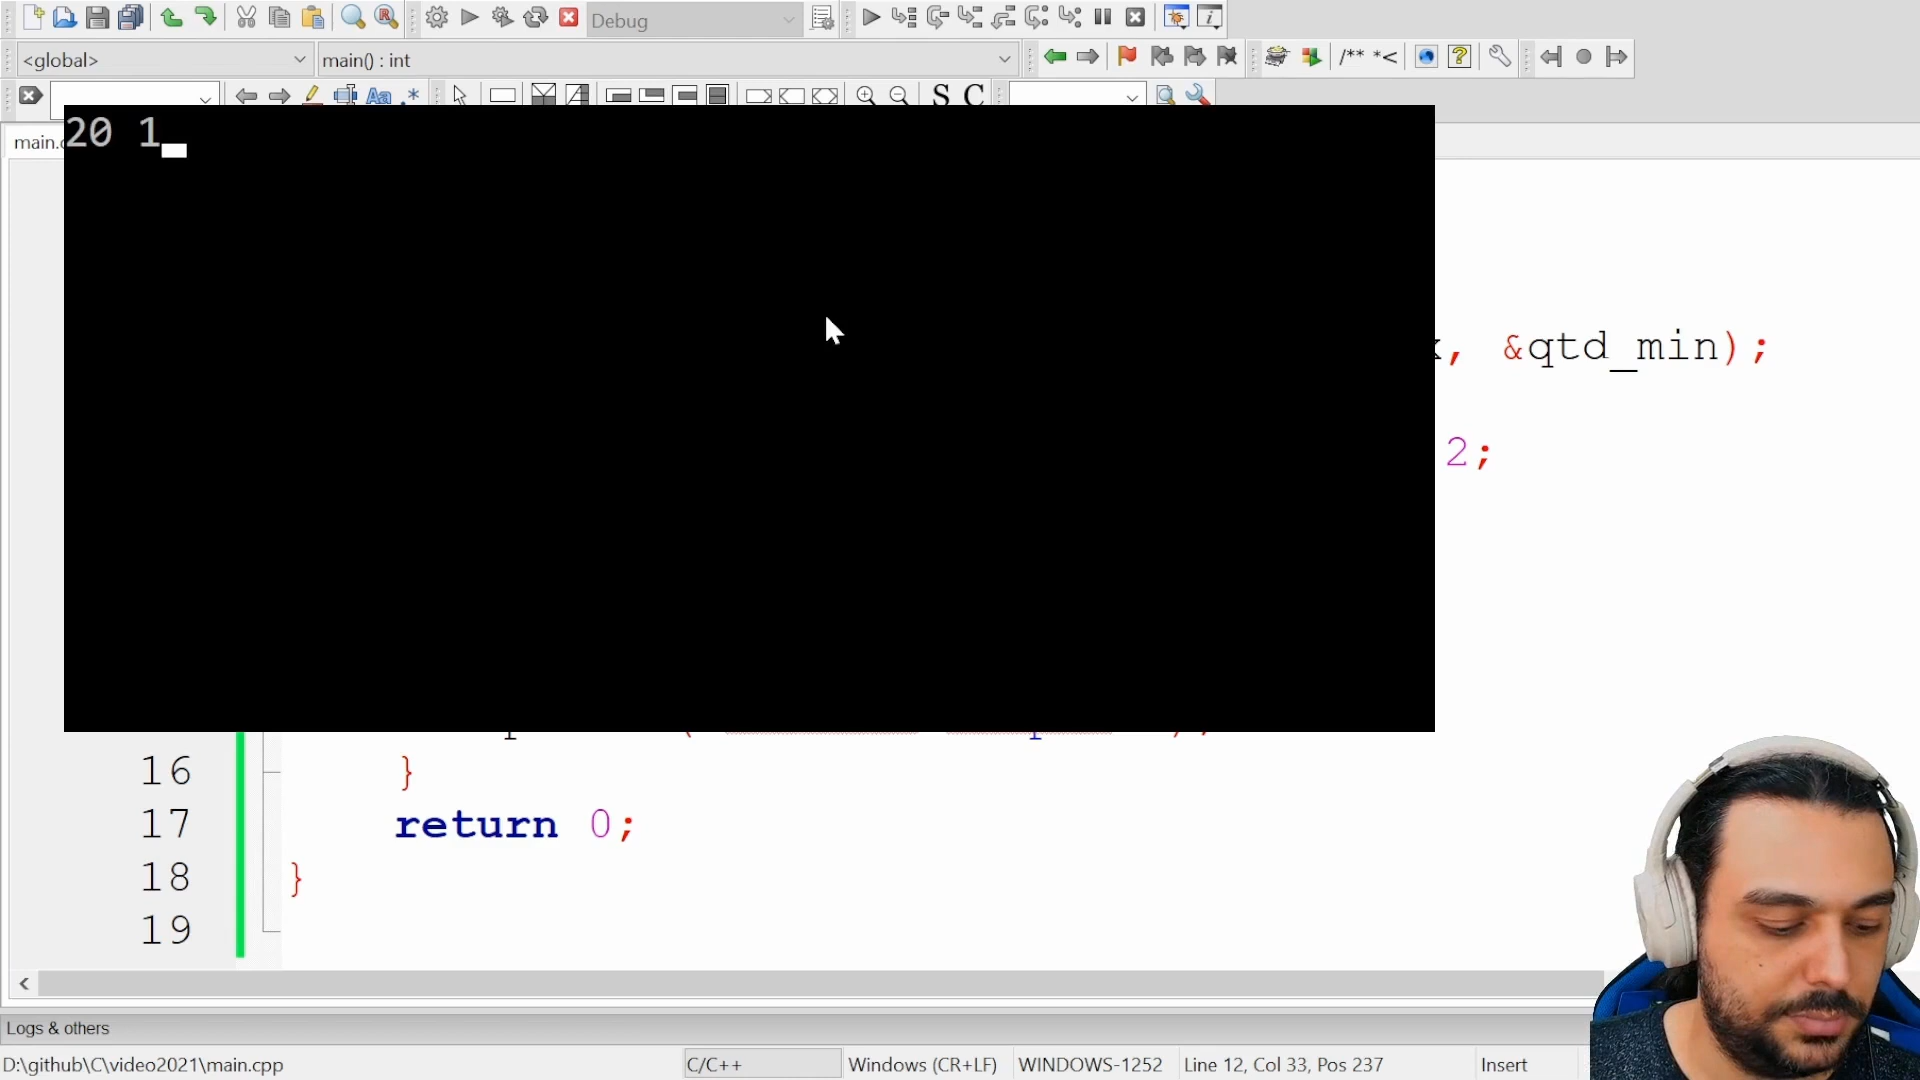 Debug
<global>
main() : int
/** *<
Aa .*
S C
main.c
20 1
, &qtd_min);
2;
16 }
17 return 0;
18 }
19
Logs & others
D:\github\C\video2021\main.cpp C/C++ Windows (CR+LF) WINDOWS-1252 Line 12, Col 33, Pos 237 Insert